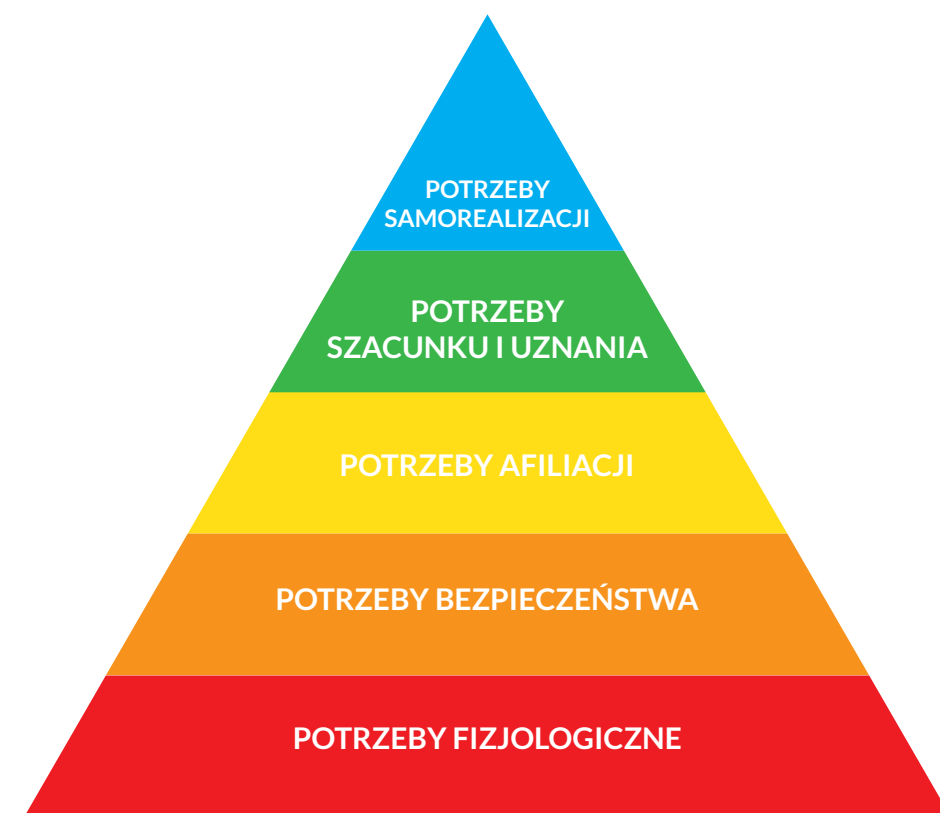 POTRZEBY
SAMOREALIZACJI
POTRZEBY
SZACUNKU I UZNANIA
POTRZEBY AFILIACJI
POTRZEBY BEZPIECZEŃSTWA
POTRZEBY FIZJOLOGICZNE